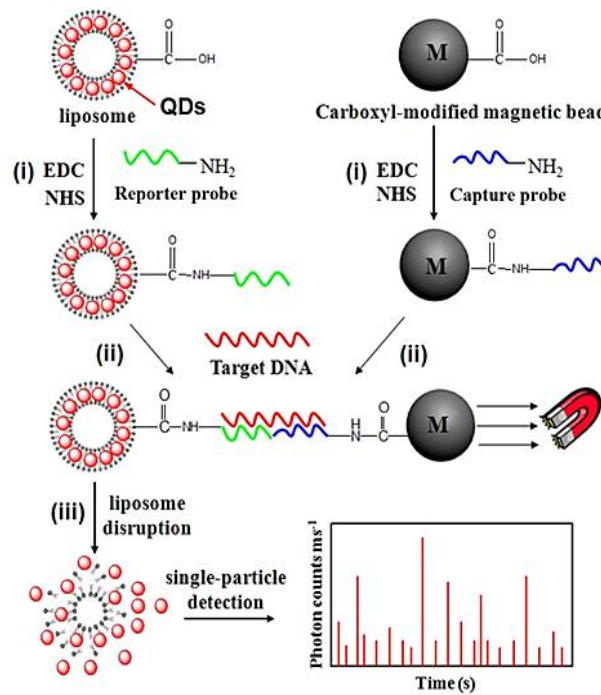 O
C
OH
QDs
liposome
O
C
OH
M
Carboxyl-modified magnetic bead
(i)
EDC
NHS
NH2
Reporter probe
(i)
EDC
NHS
NH2
Capture probe
O
C
NH
M
O
C
NH
(ii)
Target DNA
(ii)
O
C
NH
H
N
O
C
M
(iii)
liposome
disruption
single-particle
detection
Photon counts ms-1
Time (s)